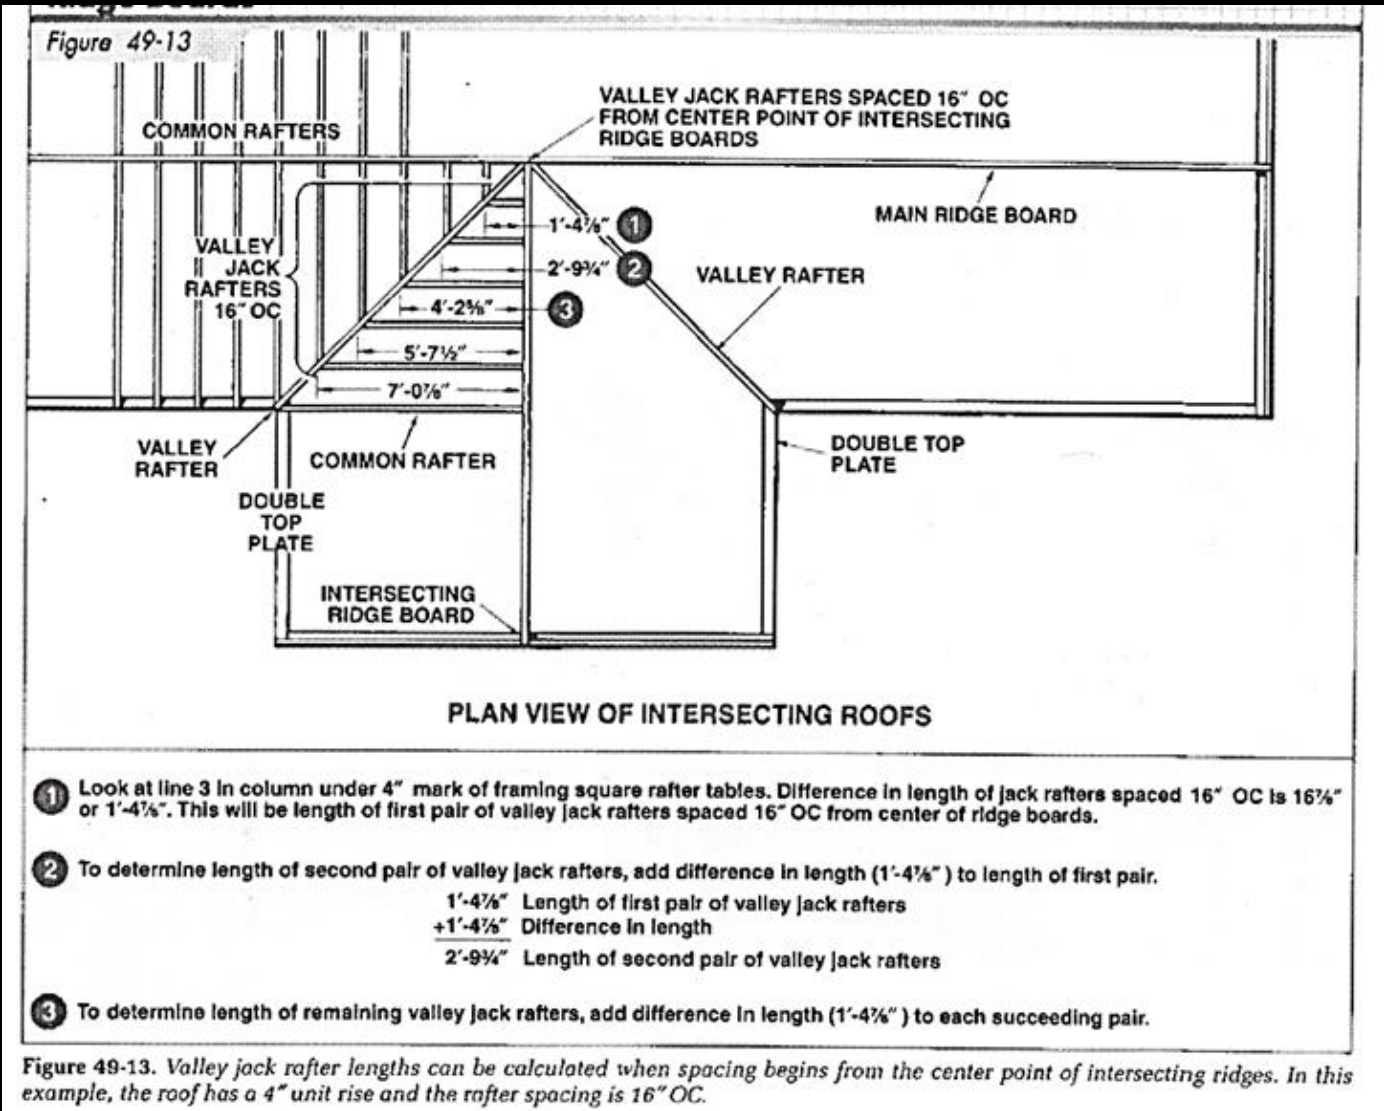 Ridge Boards
Figure 49-13
VALLEY JACK RAFTERS SPACED 16″ OC
FROM CENTER POINT OF INTERSECTING
RIDGE BOARDS
COMMON RAFTERS
MAIN RIDGE BOARD
1′-4⅞″ 1
VALLEY
JACK
RAFTERS
16″ OC
2′-9¾″ 2
VALLEY RAFTER
4′-2⅝″ 3
5′-7½″
7′-0⅞″
VALLEY
RAFTER
COMMON RAFTER
DOUBLE TOP
PLATE
DOUBLE
TOP
PLATE
INTERSECTING
RIDGE BOARD
PLAN VIEW OF INTERSECTING ROOFS
1 Look at line 3 in column under 4″ mark of framing square rafter tables. Difference in length of jack rafters spaced 16″ OC is 16⅞″
or 1′-4⅞″. This will be length of first pair of valley jack rafters spaced 16″ OC from center of ridge boards.
2 To determine length of second pair of valley jack rafters, add difference in length (1′-4⅞″) to length of first pair.
1′-4⅞″ Length of first pair of valley jack rafters
+1′-4⅞″ Difference in length
2′-9¾″ Length of second pair of valley jack rafters
3 To determine length of remaining valley jack rafters, add difference in length (1′-4⅞″) to each succeeding pair.
Figure 49-13. Valley jack rafter lengths can be calculated when spacing begins from the center point of intersecting ridges. In this
example, the roof has a 4″ unit rise and the rafter spacing is 16″ OC.